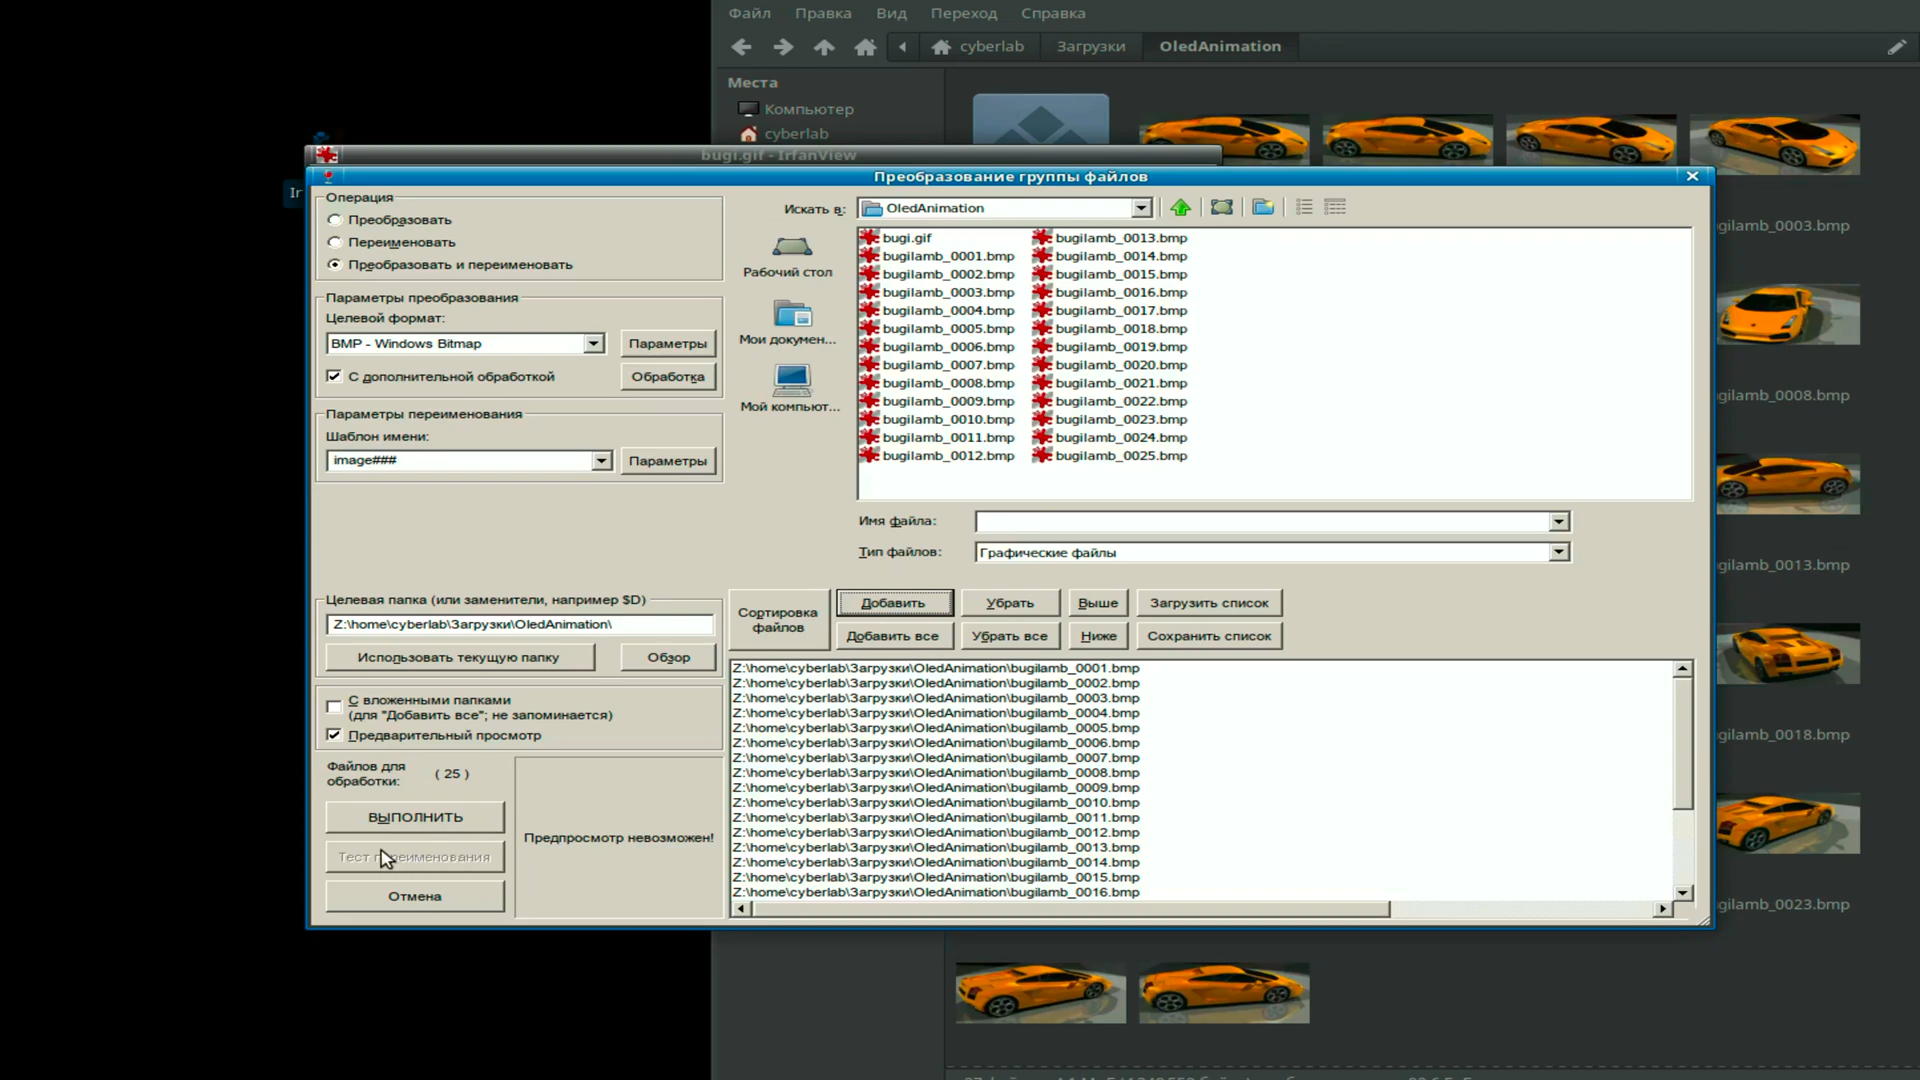 Файл Правка Вид Переход Справка
cyberlab Загрузки OledAnimation
Места
Компьютер
cyberlab
bugi.gif - IrfanView
Преобразование группы файлов
Ir
Операция
Преобразовать
Переименовать
Преобразовать и переименовать
Параметры преобразования
Целевой формат:
BMP - Windows Bitmap
Параметры
С дополнительной обработкой
Обработка
Параметры переименования
Шаблон имени:
image###
Параметры
Целевая папка (или заменители, например $D)
Z:\home\cyberlab\Загрузки\OledAnimation\
Использовать текущую папку
Обзор
С вложенными папками
(для "Добавить все"; не запоминается)
Предварительный просмотр
Файлов для
обработки:
( 25 )
ВЫПОЛНИТЬ
Тест переименования
Отмена
Предпросмотр невозможен!
Искать в:
OledAnimation
Рабочий стол
Мои докумен...
Мой компьют...
bugi.gif
bugilamb_0001.bmp
bugilamb_0002.bmp
bugilamb_0003.bmp
bugilamb_0004.bmp
bugilamb_0005.bmp
bugilamb_0006.bmp
bugilamb_0007.bmp
bugilamb_0008.bmp
bugilamb_0009.bmp
bugilamb_0010.bmp
bugilamb_0011.bmp
bugilamb_0012.bmp
bugilamb_0013.bmp
bugilamb_0014.bmp
bugilamb_0015.bmp
bugilamb_0016.bmp
bugilamb_0017.bmp
bugilamb_0018.bmp
bugilamb_0019.bmp
bugilamb_0020.bmp
bugilamb_0021.bmp
bugilamb_0022.bmp
bugilamb_0023.bmp
bugilamb_0024.bmp
bugilamb_0025.bmp
Имя файла:
Тип файлов:
Графические файлы
Сортировка
файлов
Добавить
Убрать
Выше
Загрузить список
Добавить все
Убрать все
Ниже
Сохранить список
Z:\home\cyberlab\Загрузки\OledAnimation\bugilamb_0001.bmp
Z:\home\cyberlab\Загрузки\OledAnimation\bugilamb_0002.bmp
Z:\home\cyberlab\Загрузки\OledAnimation\bugilamb_0003.bmp
Z:\home\cyberlab\Загрузки\OledAnimation\bugilamb_0004.bmp
Z:\home\cyberlab\Загрузки\OledAnimation\bugilamb_0005.bmp
Z:\home\cyberlab\Загрузки\OledAnimation\bugilamb_0006.bmp
Z:\home\cyberlab\Загрузки\OledAnimation\bugilamb_0007.bmp
Z:\home\cyberlab\Загрузки\OledAnimation\bugilamb_0008.bmp
Z:\home\cyberlab\Загрузки\OledAnimation\bugilamb_0009.bmp
Z:\home\cyberlab\Загрузки\OledAnimation\bugilamb_0010.bmp
Z:\home\cyberlab\Загрузки\OledAnimation\bugilamb_0011.bmp
Z:\home\cyberlab\Загрузки\OledAnimation\bugilamb_0012.bmp
Z:\home\cyberlab\Загрузки\OledAnimation\bugilamb_0013.bmp
Z:\home\cyberlab\Загрузки\OledAnimation\bugilamb_0014.bmp
Z:\home\cyberlab\Загрузки\OledAnimation\bugilamb_0015.bmp
Z:\home\cyberlab\Загрузки\OledAnimation\bugilamb_0016.bmp
gilamb_0003.bmp
gilamb_0008.bmp
gilamb_0013.bmp
gilamb_0018.bmp
gilamb_0023.bmp